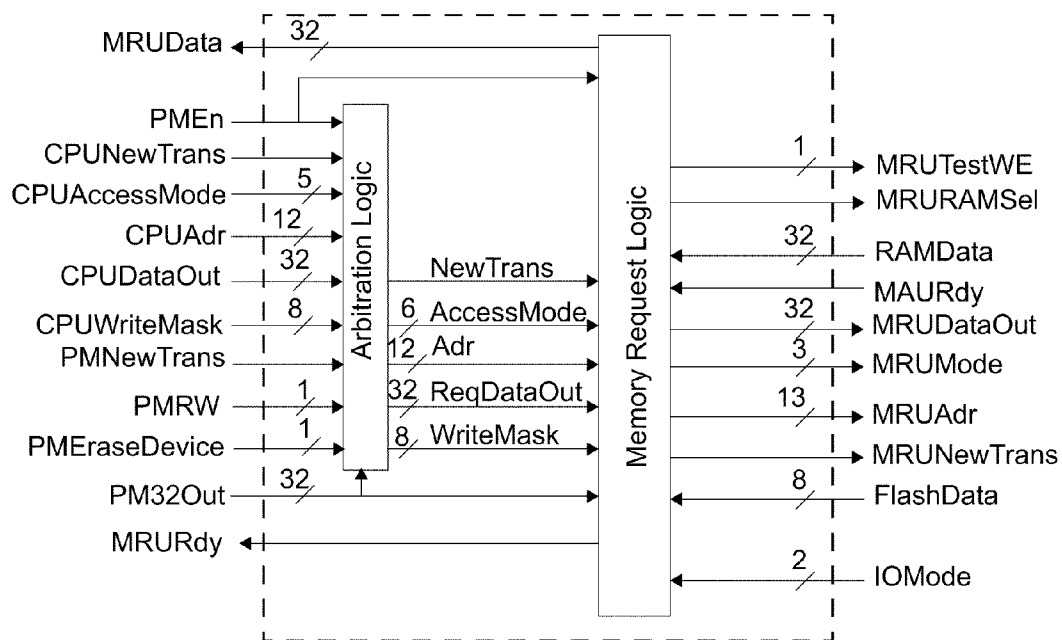 MRUData
32
PMEn
CPUNewTrans
CPUAccessMode
5
CPUAdr
12
CPUDataOut
32
CPUWriteMask
8
PMNewTrans
PMRW
1
PMEraseDevice
1
PM32Out
32
MRURdy
Arbitration Logic
NewTrans
6 AccessMode
12 Adr
32 ReqDataOut
8 WriteMask
Memory Request Logic
1
MRUTestWE
MRURAMSel
32
RAMData
MAURdy
32
MRUDataOut
3
MRUMode
13
MRUAdr
MRUNewTrans
8
FlashData
2
IOMode